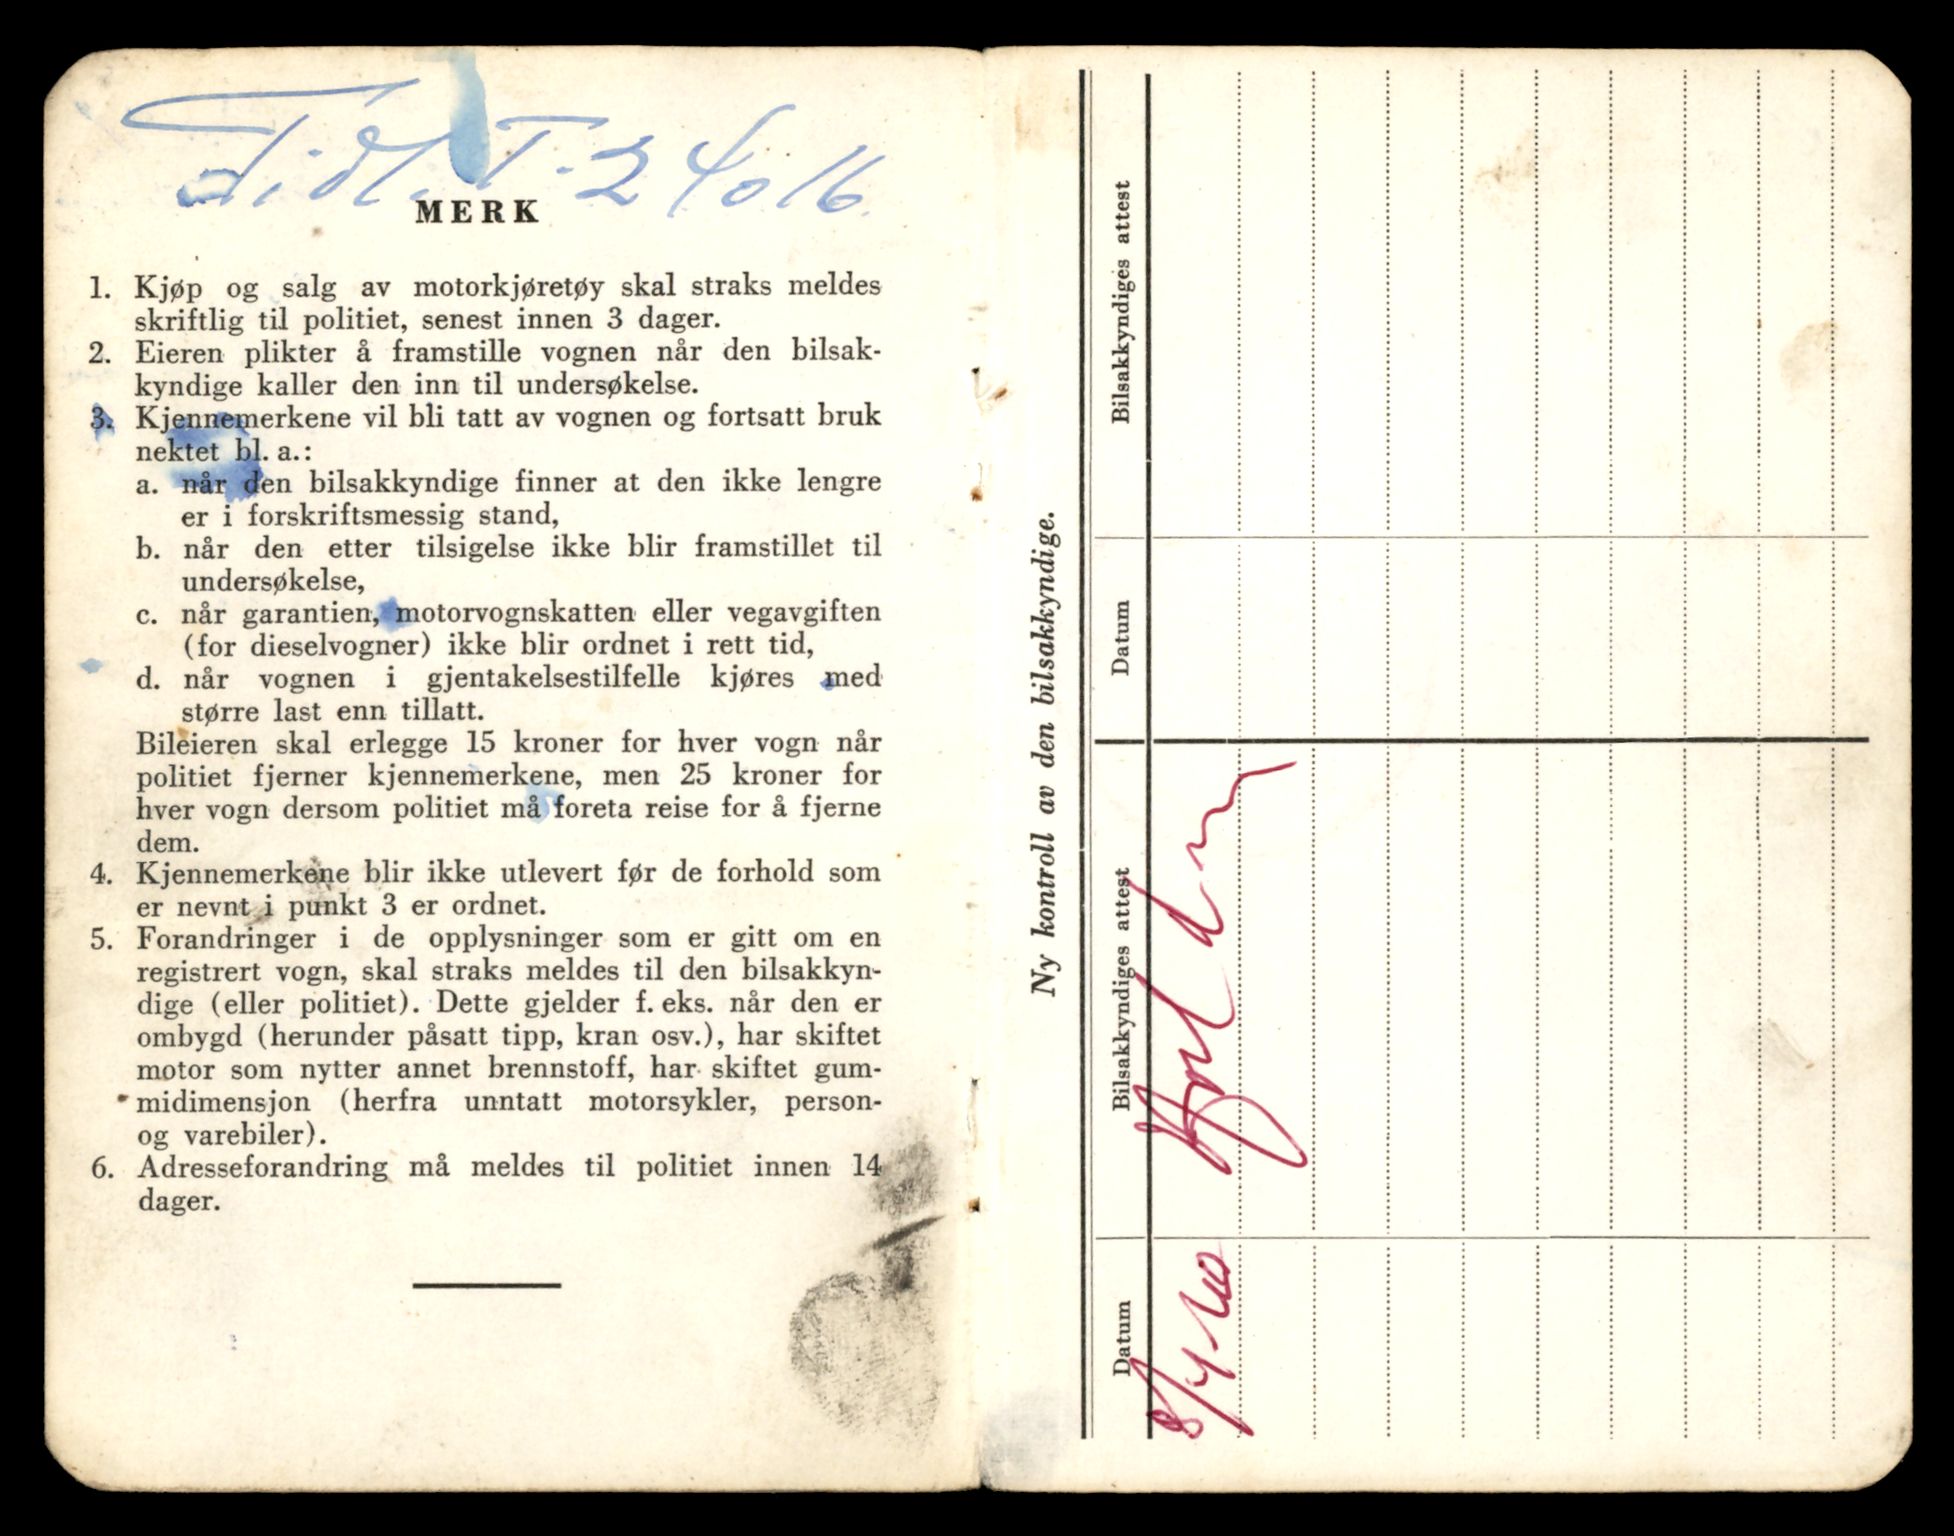 Tidl. T-24016.
MERK
1. Kjøp og salg av motorkjøretøy skal straks meldes
skriftlig til politiet, senest innen 3 dager.
2. Eieren plikter å framstille vognen når den bilsak-
kyndige kaller den inn til undersøkelse.
3. Kjennemerkene vil bli tatt av vognen og fortsatt bruk
nektet bl. a.:
a. når den bilsakkyndige finner at den ikke lengre
er i forskriftsmessig stand,
b. når den etter tilsigelse ikke blir framstillet til
undersøkelse,
c. når garantien, motorvognskatten eller vegavgiften
(for dieselvogner) ikke blir ordnet i rett tid,
d. når vognen i gjentakelsestilfelle kjøres med
større last enn tillatt.
Bileieren skal erlegge 15 kroner for hver vogn når
politiet fjerner kjennemerkene, men 25 kroner for
hver vogn dersom politiet må foreta reise for å fjerne
dem.
4. Kjennemerkene blir ikke utlevert før de forhold som
er nevnt i punkt 3 er ordnet.
5. Forandringer i de opplysninger som er gitt om en
registrert vogn, skal straks meldes til den bilsakkyn-
dige (eller politiet). Dette gjelder f. eks. når den er
ombygd (herunder påsatt tipp, kran osv.), har skiftet
motor som nytter annet brennstoff, har skiftet gum-
midimensjon (herfra unntatt motorsykler, person-
og varebiler).
6. Adresseforandring må meldes til politiet innen 14
dager.
Ny kontroll av den bilsakkyndige.
Datum Bilsakkyndiges attest Datum Bilsakkyndiges attest